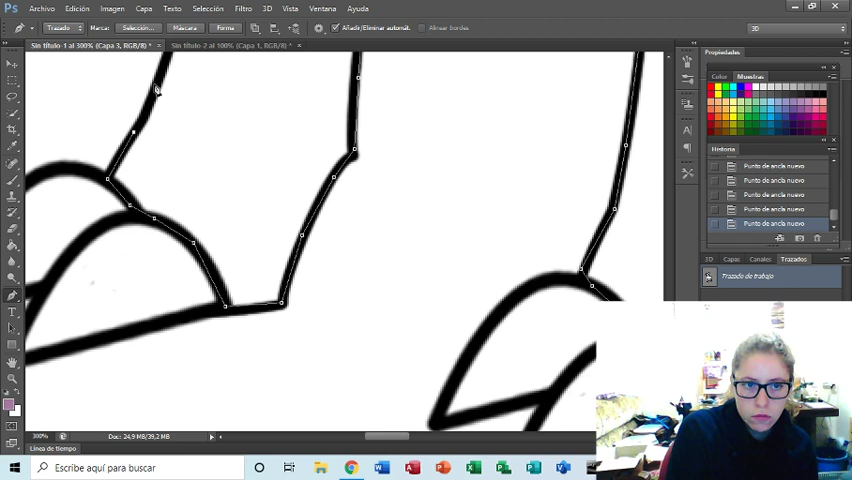 Ps Archivo Edición Imagen Capa Texto Selección Filtro 3D Vista Ventana Ayuda
Trazado Marca: Selección... Máscara Forma Añadir/Eliminar automát. Alinear bordes 3D
Sin título-1 al 300% (Capa 3, RGB/8) * × Sin título-2 al 100% (Capa 1, RGB/8) * ×
Propiedades
Color Muestras
Historia
Punto de ancla nuevo
Punto de ancla nuevo
Punto de ancla nuevo
Punto de ancla nuevo
Punto de ancla nuevo
3D Capas Canales Trazados
Trazado de trabajo
300% Doc: 24,9 MB/39,2 MB
Línea de tiempo
Escribe aquí para buscar